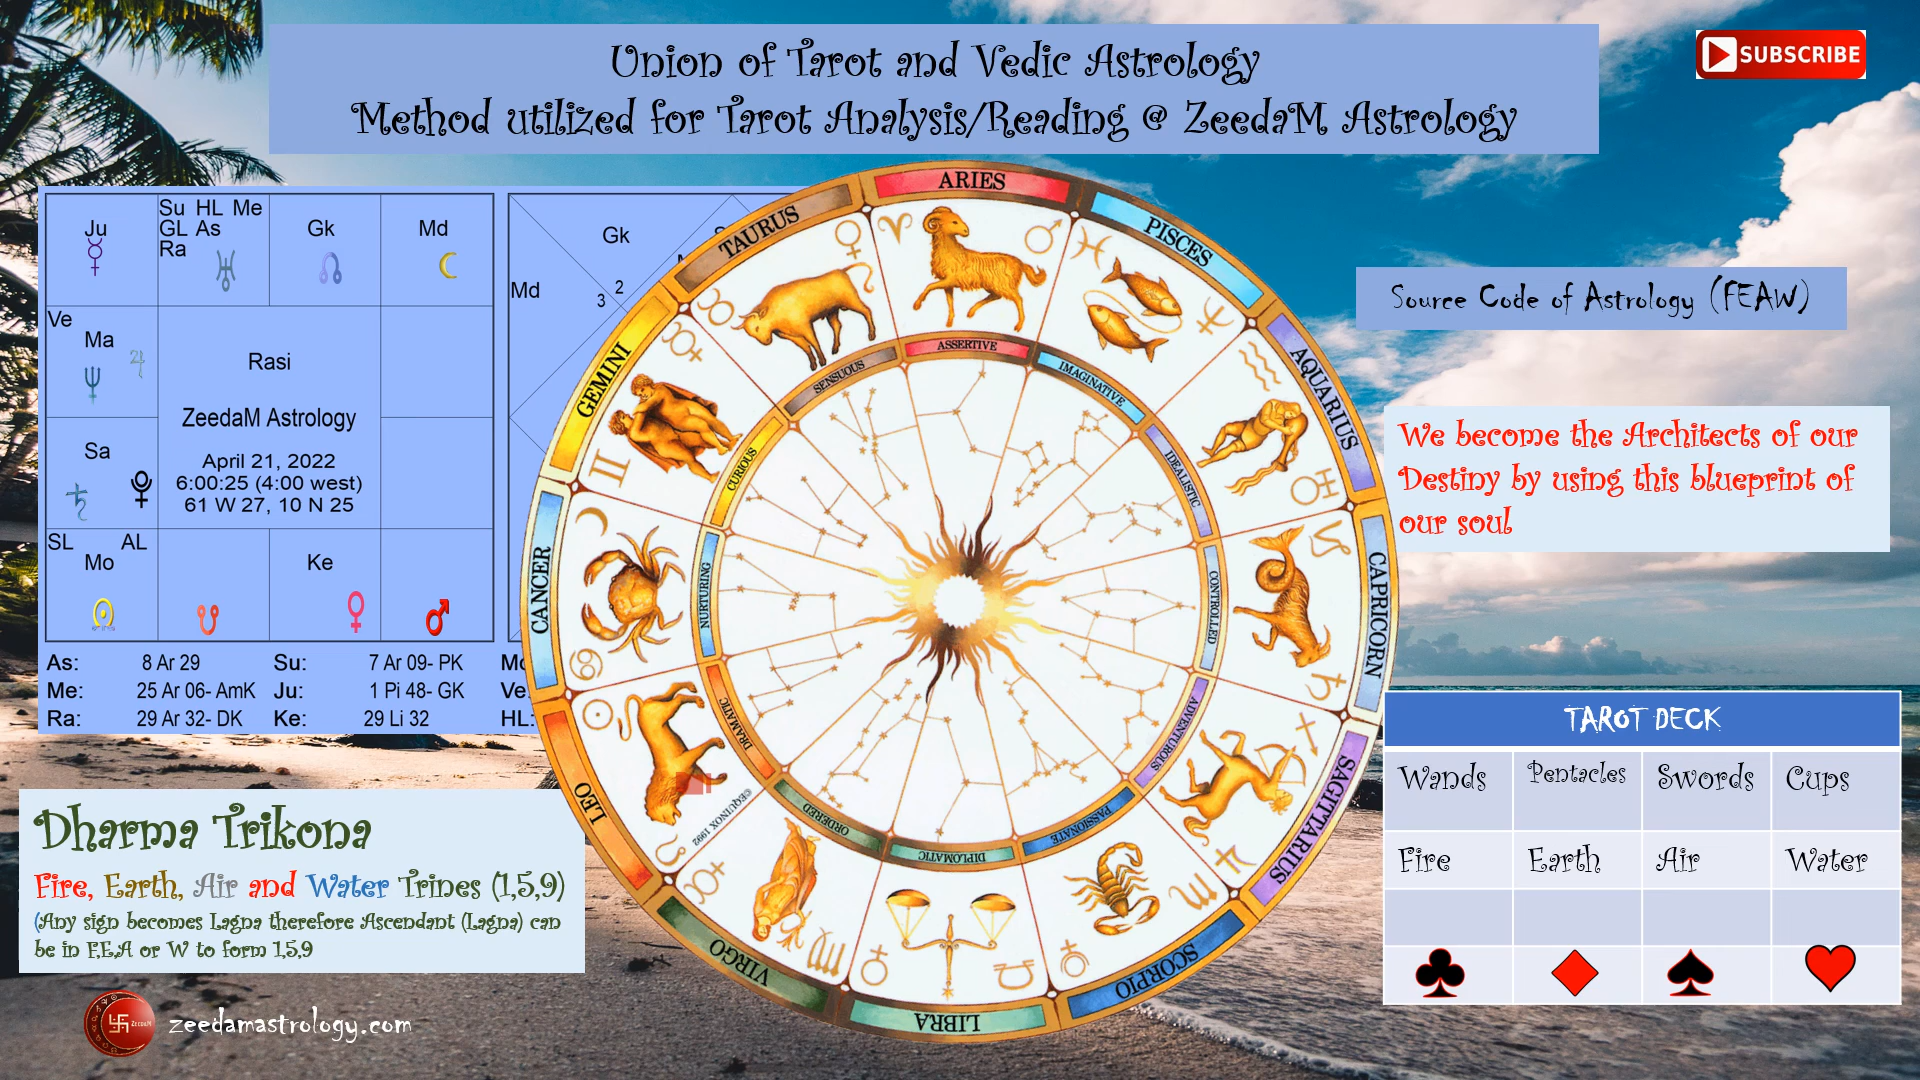 Union of Tarot and Vedic Astrology
Method utilized for Tarot Analysis/Reading @ ZeedaM Astrology
SUBSCRIBE
Ju
Su HL Me
GL As
Ra
Gk
Md
Ve
Ma
Rasi
ZeedaM Astrology
Sa
April 21, 2022
6:00:25 (4:00 west)
61 W 27, 10 N 25
SL AL
Mo
Ke
As: 8 Ar 29 Su: 7 Ar 09- PK
Me: 25 Ar 06- AmK Ju: 1 Pi 48- GK Ve:
Ra: 29 Ar 32- DK Ke: 29 Li 32 HL:
Gk
Md
2
3
ARIES
PISCES
AQUARIUS
CAPRICORN
SAGITTARIUS
SCORPIO
LIBRA
VIRGO
LEO
CANCER
GEMINI
TAURUS
ASSERTIVE
IMAGINATIVE
IDEALISTIC
CONTROLLED
ADVENTUROUS
PASSIONATE
DIPLOMATIC
ORDERED
DRAMATIC
NURTURING
CURIOUS
SENSUOUS
©EQUINOX 1992
Source Code of Astrology (FEAW)
We become the Architects of our
Destiny by using this blueprint of
our soul
TAROT DECK
Wands Pentacles Swords Cups
Fire Earth Air Water
Dharma Trikona
Fire, Earth, Air and Water Trines (1,5,9)
(Any sign becomes Lagna therefore Ascendant (Lagna) can
be in F,E,A or W to form 1,5,9
ZeedaM
zeedamastrology.com